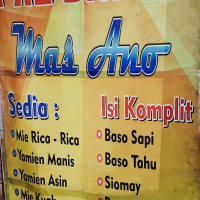 Mas Ano
Sedia :
Mie Rica - Rica
Yamien Manis
Yamien Asin
Isi Komplit
Baso Sapi
Baso Tahu
Siomay